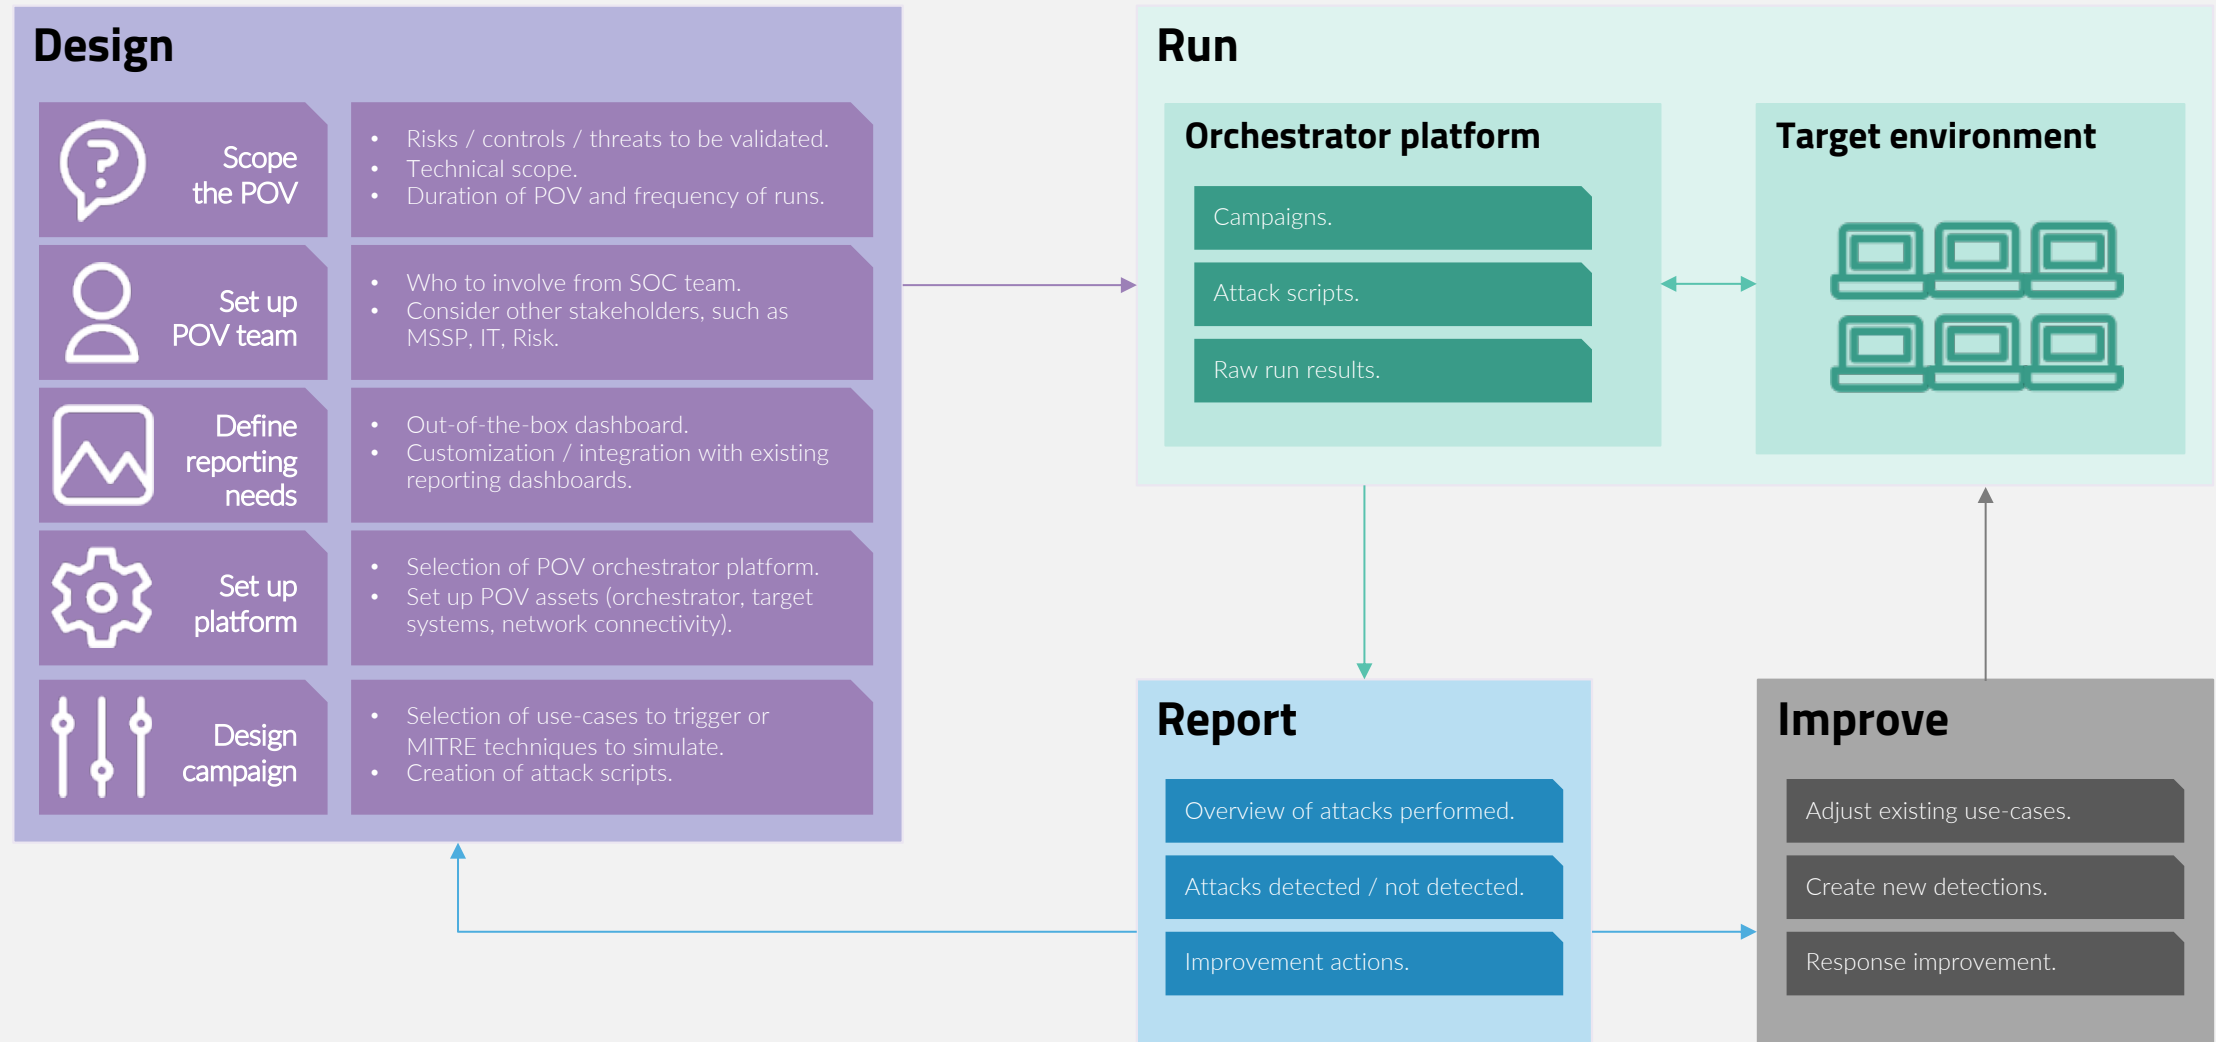 Design
Scope
the POV
• Risks / controls / threats to be validated.
• Technical scope.
• Duration of POV and frequency of runs.
Set up
POV team
• Who to involve from SOC team.
• Consider other stakeholders, such as
MSSP, IT, Risk.
Define
reporting
needs
• Out-of-the-box dashboard.
• Customization / integration with existing
reporting dashboards.
Set up
platform
• Selection of POV orchestrator platform.
• Set up POV assets (orchestrator, target
systems, network connectivity).
Design
campaign
• Selection of use-cases to trigger or
MITRE techniques to simulate.
• Creation of attack scripts.
Run
Orchestrator platform
Campaigns.
Attack scripts.
Raw run results.
Target environment
Report
Overview of attacks performed.
Attacks detected / not detected.
Improvement actions.
Improve
Adjust existing use-cases.
Create new detections.
Response improvement.